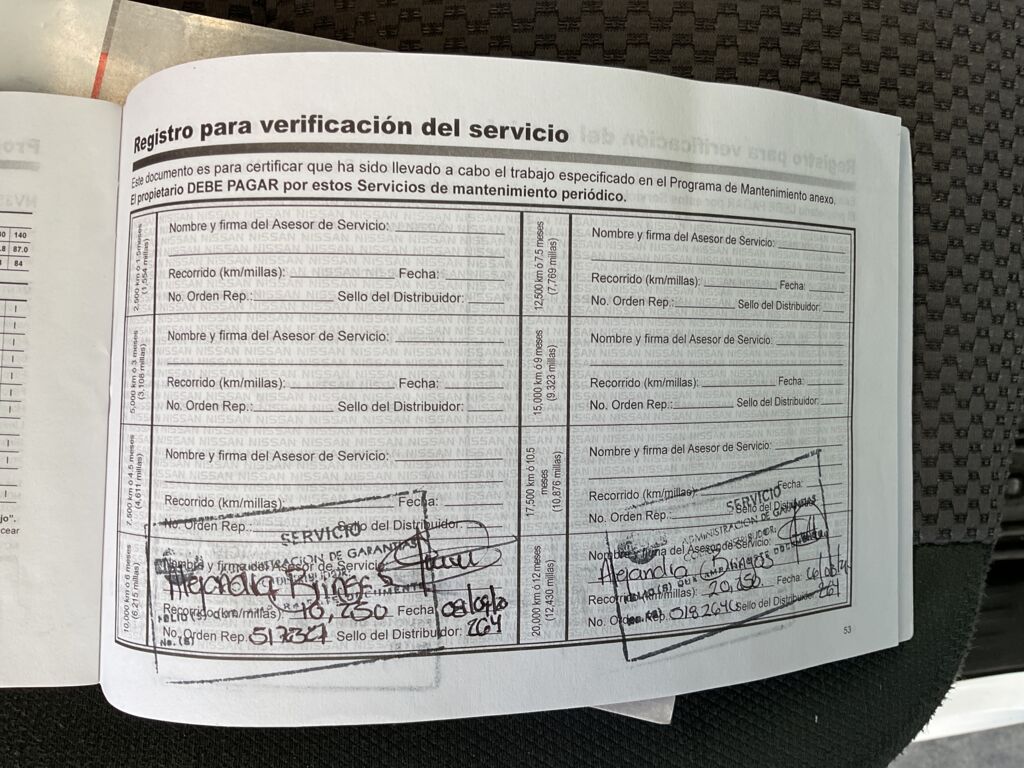 Registro para verificación del servicio
Este documento es para certificar que ha sido llevado a cabo el trabajo especificado en el Programa de Mantenimiento anexo.
El propietario DEBE PAGAR por estos Servicios de mantenimiento periódico.
2,500 km ó 1.5 meses
(1,554 millas)
Nombre y firma del Asesor de Servicio:
Recorrido (km/millas): Fecha:
No. Orden Rep.: Sello del Distribuidor:
5,000 km ó 3 meses
(3,108 millas)
Nombre y firma del Asesor de Servicio:
Recorrido (km/millas): Fecha:
No. Orden Rep.: Sello del Distribuidor:
7,500 km ó 4.5 meses
(4,611 millas)
Nombre y firma del Asesor de Servicio:
Recorrido (km/millas): Fecha:
No. Orden Rep.: Sello del Distribuidor:
SERVICIO
10,000 km ó 6 meses
(6,215 millas)
Nombre y firma del Asesor de Servicio:
Recorrido (km/millas): 10,250 Fecha:
No. Orden Rep. Sello del Distribuidor: 264
12,500 km ó 7.5 meses
(7,769 millas)
Nombre y firma del Asesor de Servicio:
Recorrido (km/millas): Fecha:
No. Orden Rep.: Sello del Distribuidor:
15,000 km ó 9 meses
(9,323 millas)
Nombre y firma del Asesor de Servicio:
Recorrido (km/millas): Fecha:
No. Orden Rep.: Sello del Distribuidor:
17,500 km ó 10.5
meses
(10,876 millas)
Nombre y firma del Asesor de Servicio:
Recorrido (km/millas): Fecha:
No. Orden Rep.: Sello del Distribuidor:
SERVICIO
ADMINISTRACION DE GARANTIAS
20,000 km ó 12 meses
(12,430 millas)
Nombre y firma del Asesor de Servicio:
Alejandra
Recorrido (km/millas): 20,250 Fecha:
No. Orden Rep. Sello del Distribuidor: 264
53
140
87.0
84